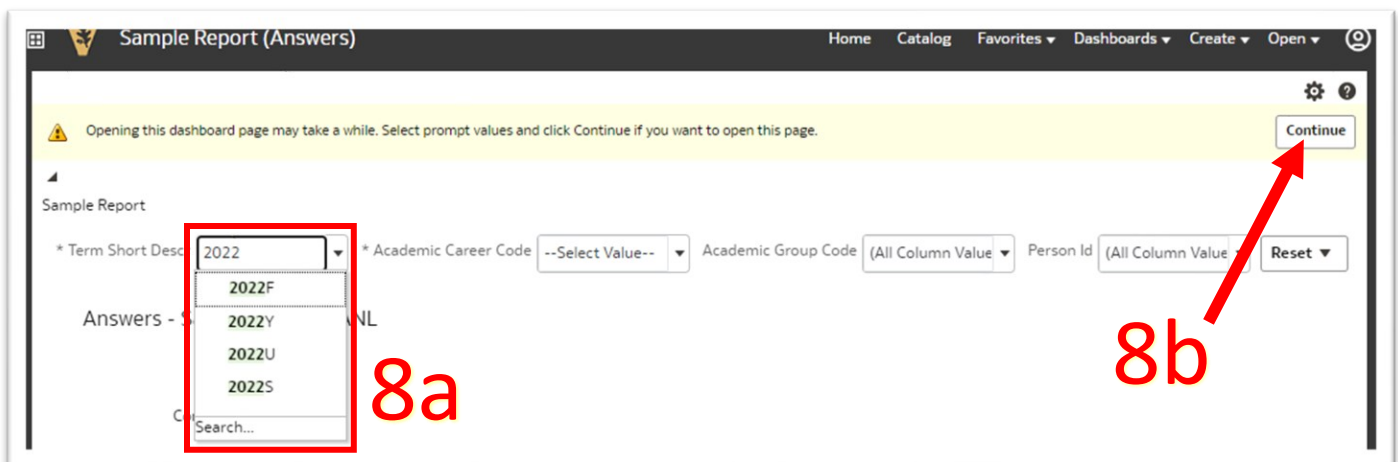 Sample Report (Answers) Home Catalog Favorites Dashboards Create Open
Opening this dashboard page may take a while. Select prompt values and click Continue if you want to open this page. Continue
Sample Report
* Term Short Desc 2022 * Academic Career Code --Select Value-- Academic Group Code (All Column Value Person Id (All Column Value Reset
2022F
Answers - S NL
2022Y
2022U
2022S
8a
8b
Search...